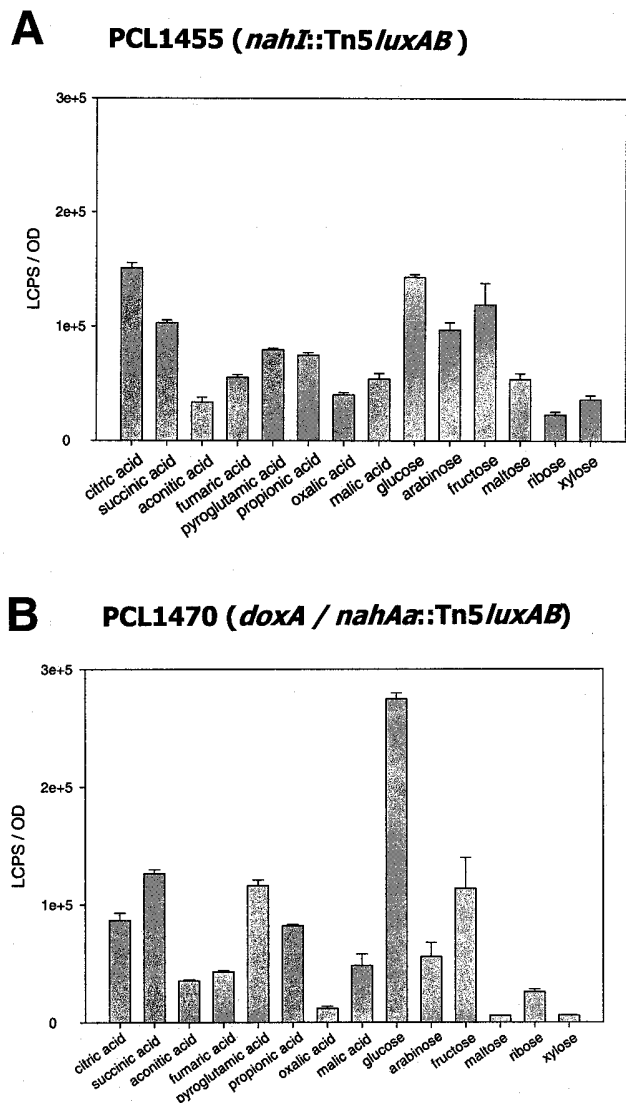 A PCL1455 (nahI::Tn5luxAB)
3e+5
2e+5
1e+5
0
LCPS / OD
citric acid
succinic acid
aconitic acid
fumaric acid
pyroglutamic acid
propionic acid
oxalic acid
malic acid
glucose
arabinose
fructose
maltose
ribose
xylose
B PCL1470 (doxA / nahAa::Tn5luxAB)
3e+5
2e+5
1e+5
0
LCPS / OD
citric acid
succinic acid
aconitic acid
fumaric acid
pyroglutamic acid
propionic acid
oxalic acid
malic acid
glucose
arabinose
fructose
maltose
ribose
xylose